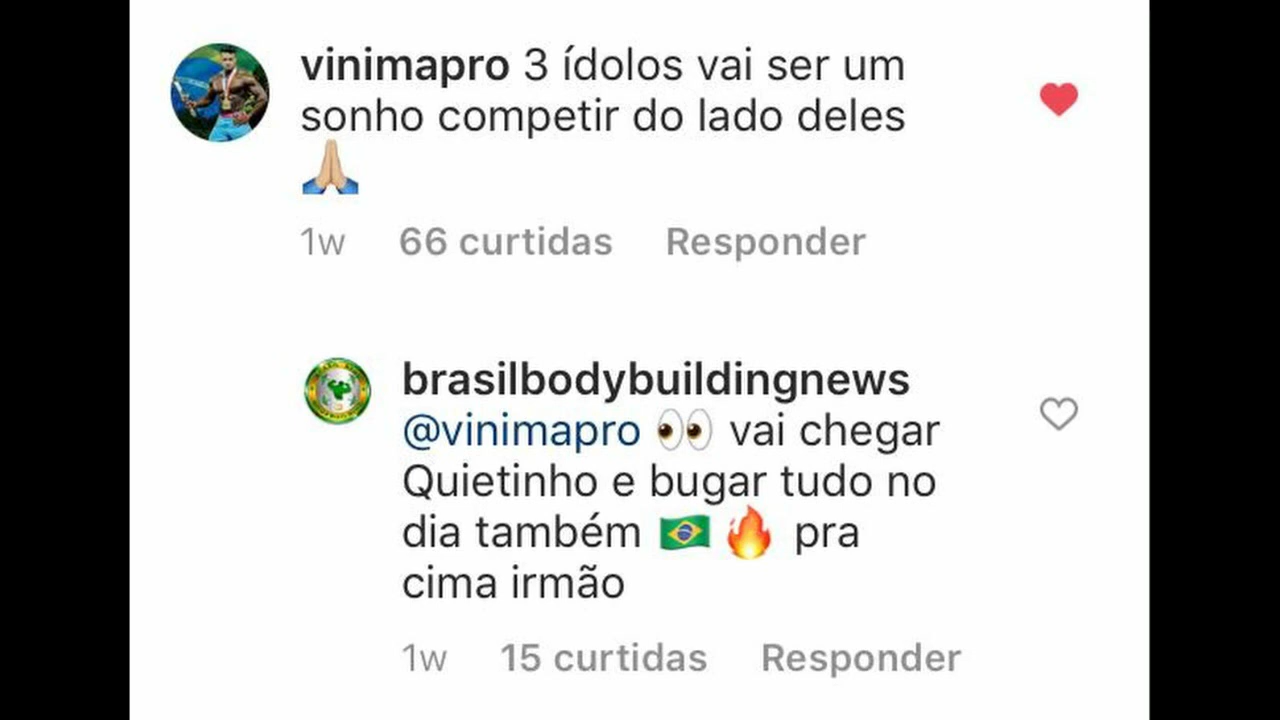 vinimapro 3 ídolos vai ser um
sonho competir do lado deles
🙏🏼
1w 66 curtidas Responder
brasilbodybuildingnews
@vinimapro 👀 vai chegar
Quietinho e bugar tudo no
dia também 🇧🇷🔥 pra
cima irmão
1w 15 curtidas Responder